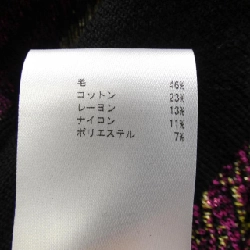 毛 46%
コットン 23%
レーヨン 13%
ナイロン 11%
ポリエステル 7%